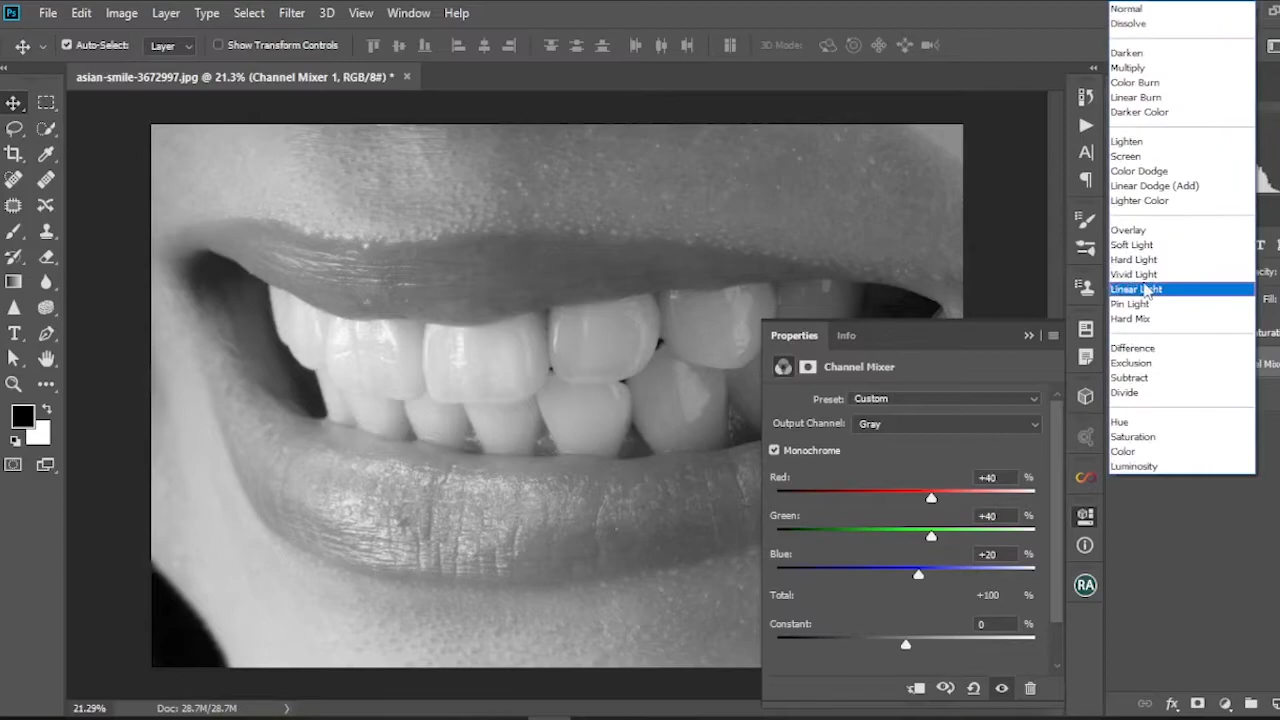 Ps File Edit Image Layer Type Select Filter 3D View Window Help
Auto-Select: Layer Show Transform Controls 3D Mode:
asian-smile-3672997.jpg @ 21.3% (Channel Mixer 1, RGB/8#) *
Normal
Dissolve
Darken
Multiply
Color Burn
Linear Burn
Darker Color
Lighten
Screen
Color Dodge
Linear Dodge (Add)
Lighter Color
Overlay
Soft Light
Hard Light
Vivid Light
Linear Light
Pin Light
Hard Mix
Difference
Exclusion
Subtract
Divide
Hue
Saturation
Color
Luminosity
Fill:
Properties Info
Channel Mixer
Preset: Custom
Output Channel: Gray
Monochrome
Red: +40 %
Green: +40 %
Blue: +20 %
Total: +100 %
Constant: 0 %
RA
fx
21.29% Doc: 28.7M/28.7M